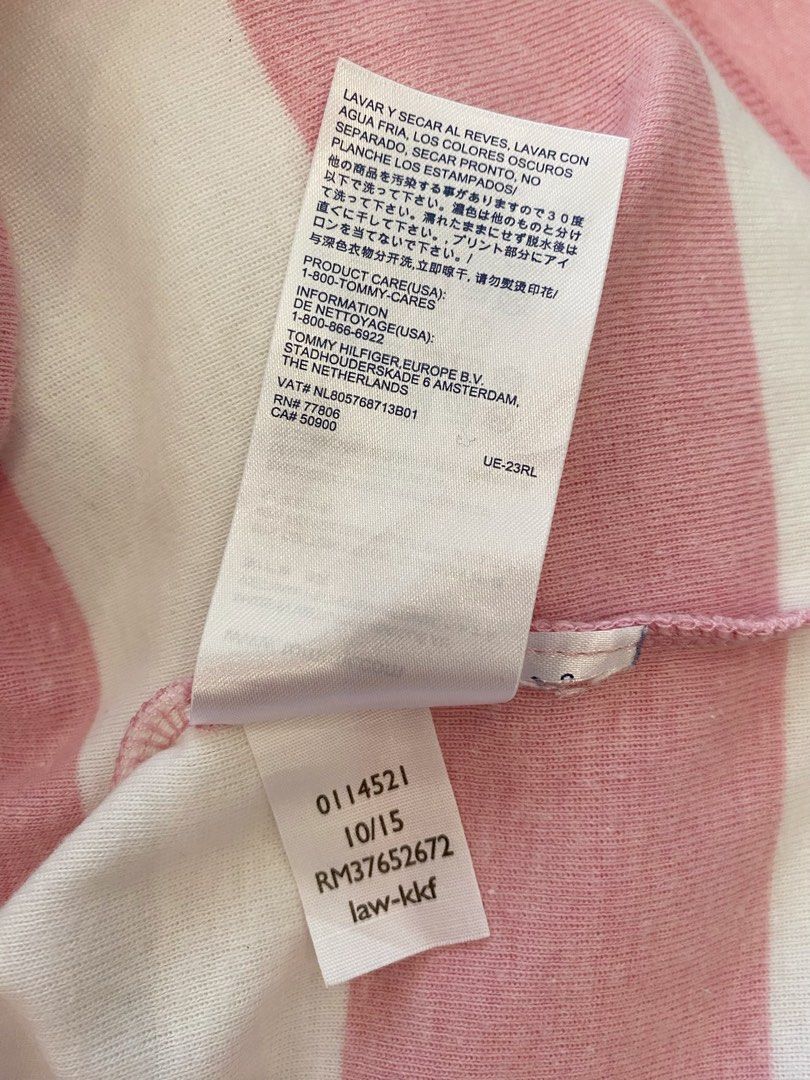 LAVAR Y SECAR AL REVES, LAVAR CON
AGUA FRIA, LOS COLORES OSCUROS
SEPARADO, SECAR PRONTO, NO
PLANCHE LOS ESTAMPADOS/
他の商品を汚染する事がありますので30度
以下で洗って下さい。濃色は他のものと分け
て洗って下さい。濡れたままにせず脱水後は
直ぐに干して下さい。, プリント部分にアイ
ロンを当てないで下さい。/
与深色衣物分开洗,立即晾干, 请勿熨烫印花/
PRODUCT CARE(USA):
1-800-TOMMY-CARES
INFORMATION
DE NETTOYAGE(USA):
1-800-866-6922
TOMMY HILFIGER,EUROPE B.V.
STADHOUDERSKADE 6 AMSTERDAM,
THE NETHERLANDS
VAT# NL805768713B01
RN# 77806
CA# 50900
UE-23RL
0114521
10/15
RM37652672
law-kkf